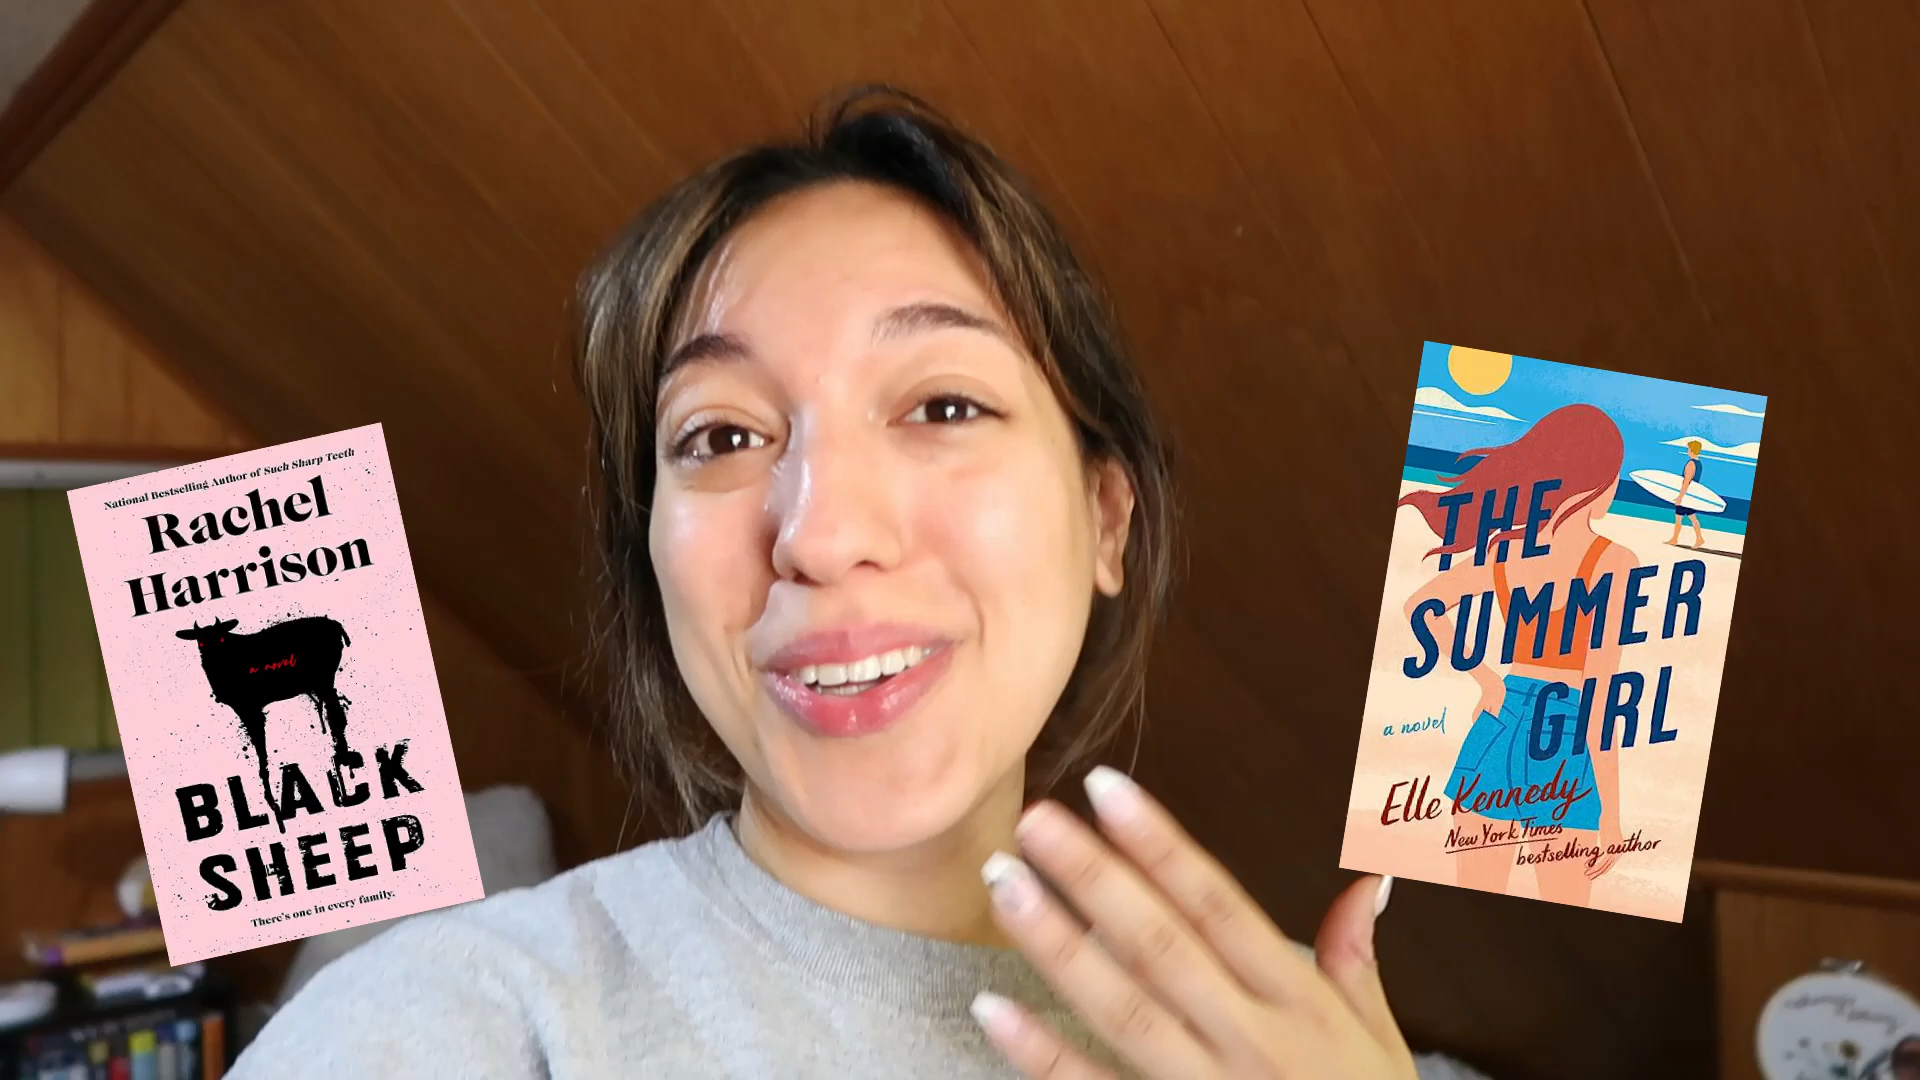 National Bestselling Author of Such Sharp Teeth
Rachel
Harrison
a novel
BLACK
SHEEP
There's one in every family.
THE
SUMMER
GIRL
a novel
Elle Kennedy
New York Times
bestselling author